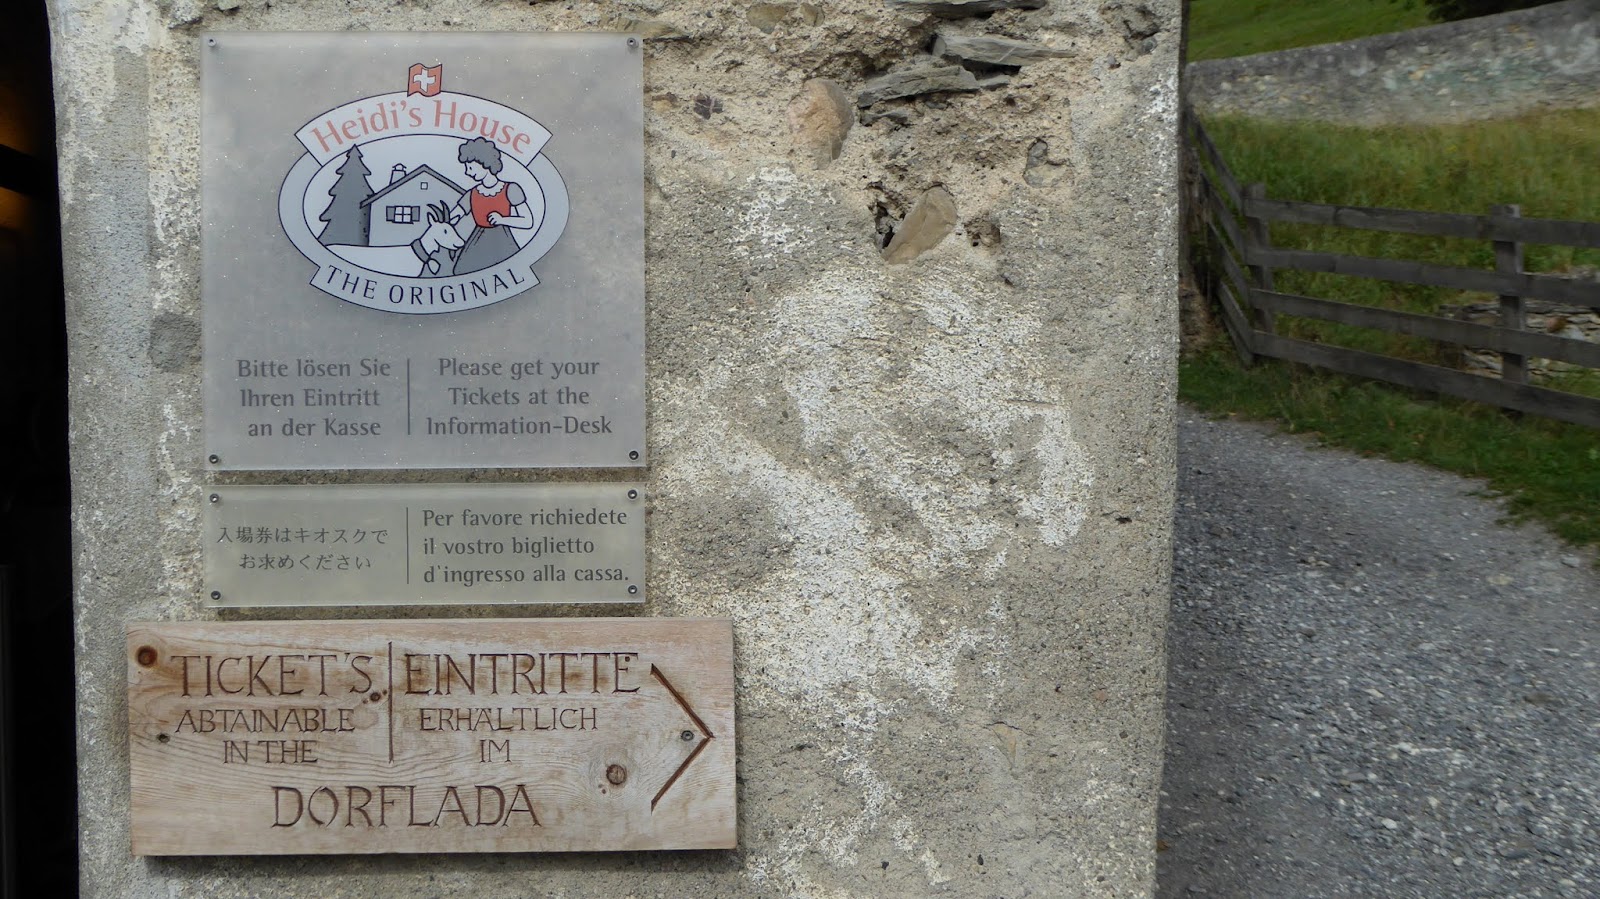 Heidi's House
THE ORIGINAL
Bitte lösen Sie
Ihren Eintritt
an der Kasse
Please get your
Tickets at the
Information-Desk
入場券はキオスクで
お求めください
Per favore richiedete
il vostro biglietto
d'ingresso alla cassa.
TICKET'S
ABTAINABLE
IN THE
EINTRITTE
ERHÄLTLICH
IM
DORFLADA